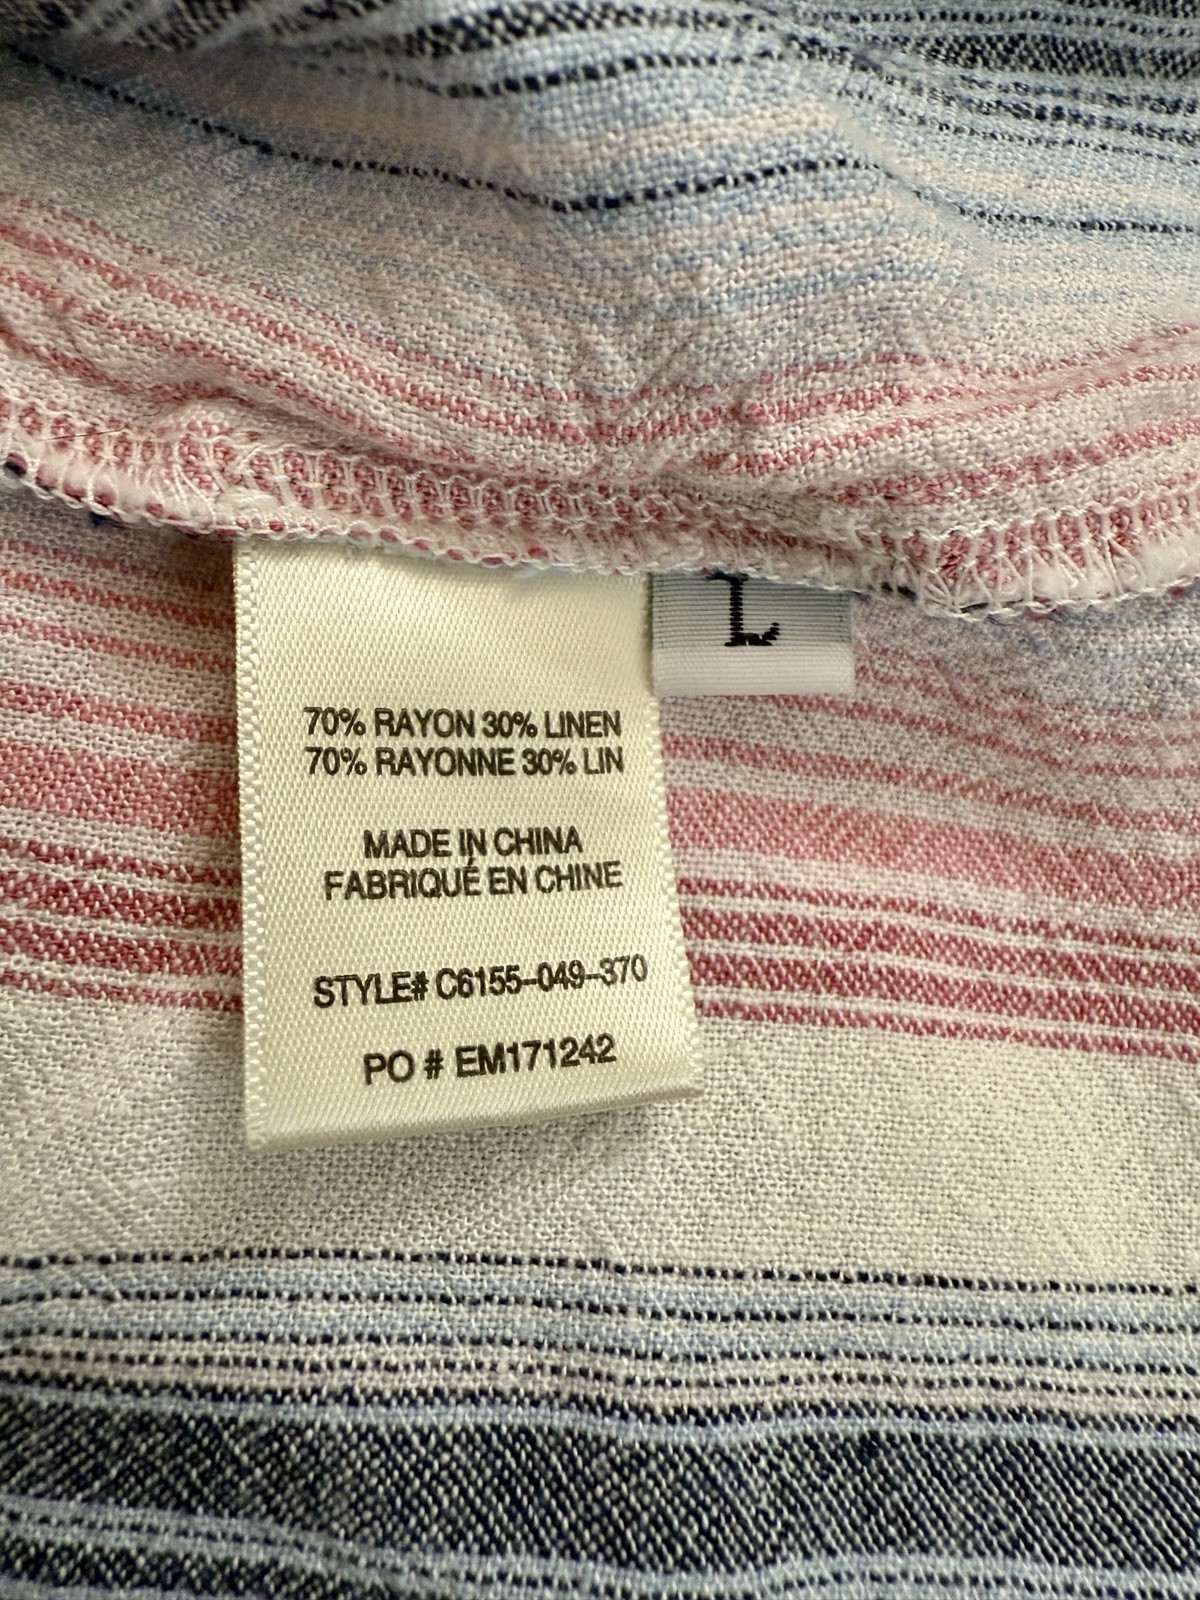 L
70% RAYON 30% LINEN
70% RAYONNE 30% LIN
MADE IN CHINA
FABRIQUÉ EN CHINE
STYLE# C6155-049-370
PO # EM171242